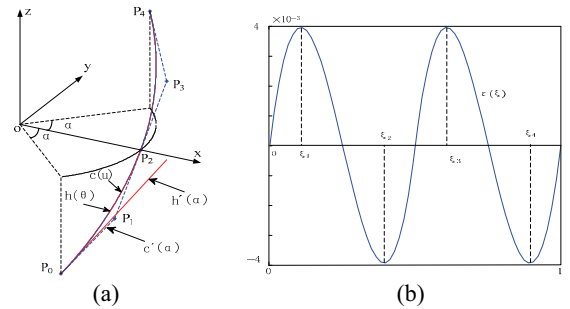 z
P₄
y
P₃
o
α
α
P₂
x
c(u)
h(θ)
h′(α)
P₁
c′(α)
P₀
(a)
×10⁻³
4
ε(ξ)
ξ₂
ξ₄
0
ξ₁
ξ₃
-4
0
1
(b)